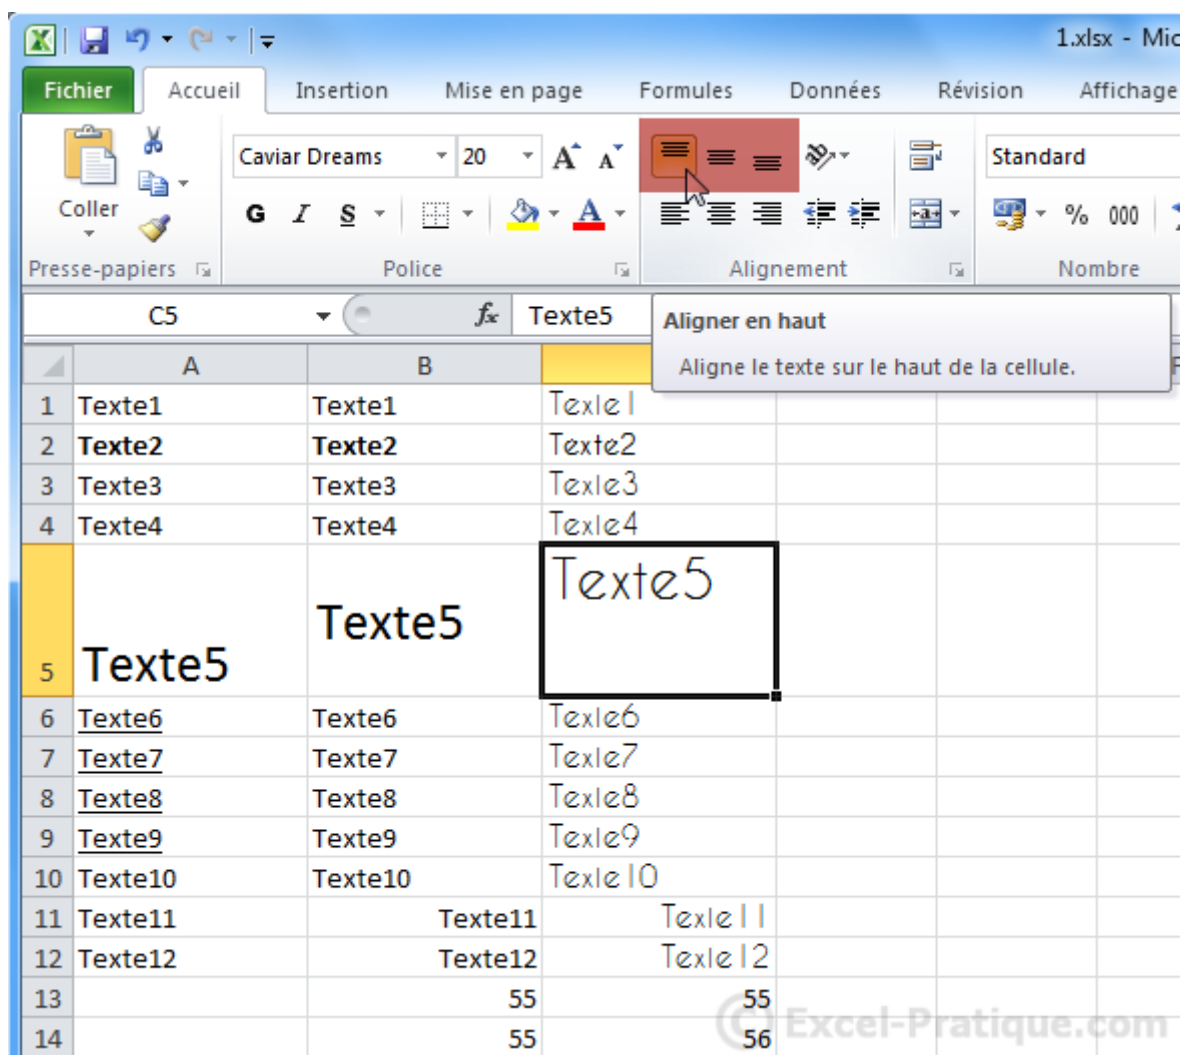 1.xlsx - Mic
Fichier Accueil Insertion Mise en page Formules Données Révision Affichage
Caviar Dreams 20 A A Standard
Coller G I S A a % 000
Presse-papiers Police Alignement Nombre
C5 fx Texte5
Aligner en haut
Aligne le texte sur le haut de la cellule.
A B F
1 Texte1 Texte1 Texte1
2 Texte2 Texte2 Texte2
3 Texte3 Texte3 Texte3
4 Texte4 Texte4 Texte4
5 Texte5 Texte5 Texte5
6 Texte6 Texte6 Texte6
7 Texte7 Texte7 Texte7
8 Texte8 Texte8 Texte8
9 Texte9 Texte9 Texte9
10 Texte10 Texte10 Texte10
11 Texte11 Texte11 Texte11
12 Texte12 Texte12 Texte12
13 55 55
14 55 56
© Excel-Pratique.com